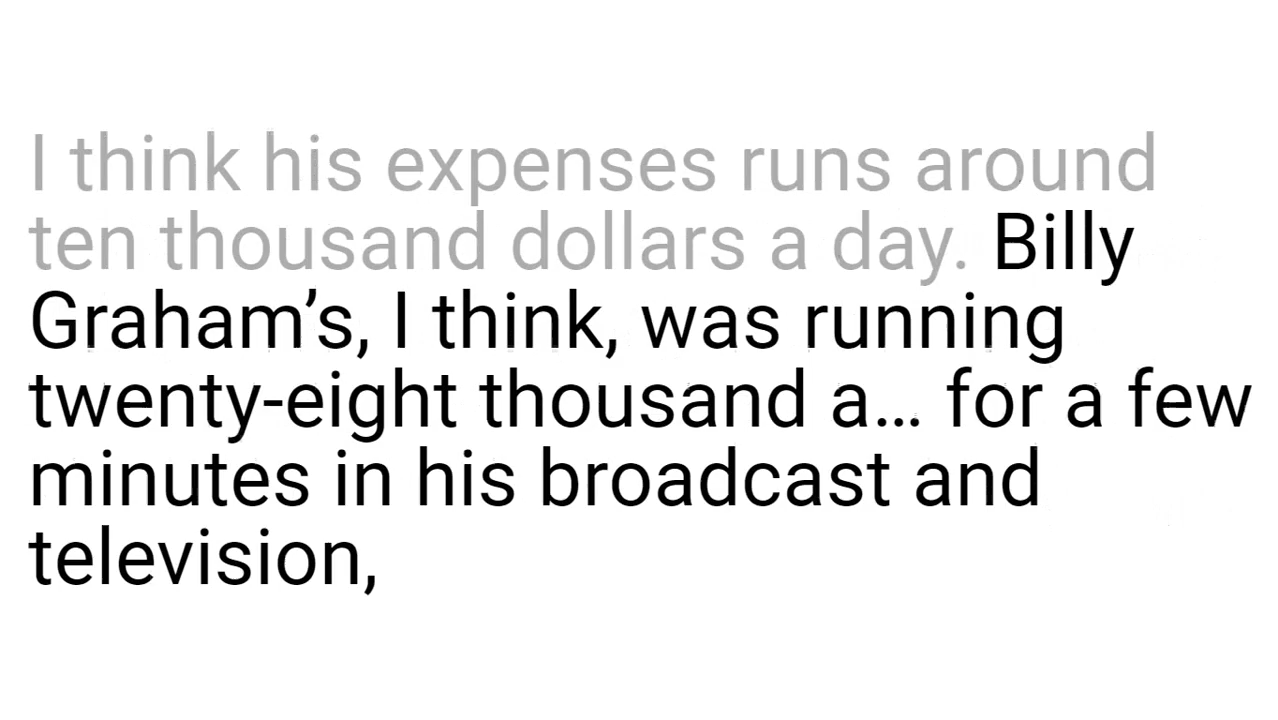 I think his expenses runs around
ten thousand dollars a day. Billy
Graham’s, I think, was running
twenty-eight thousand a… for a few
minutes in his broadcast and
television,